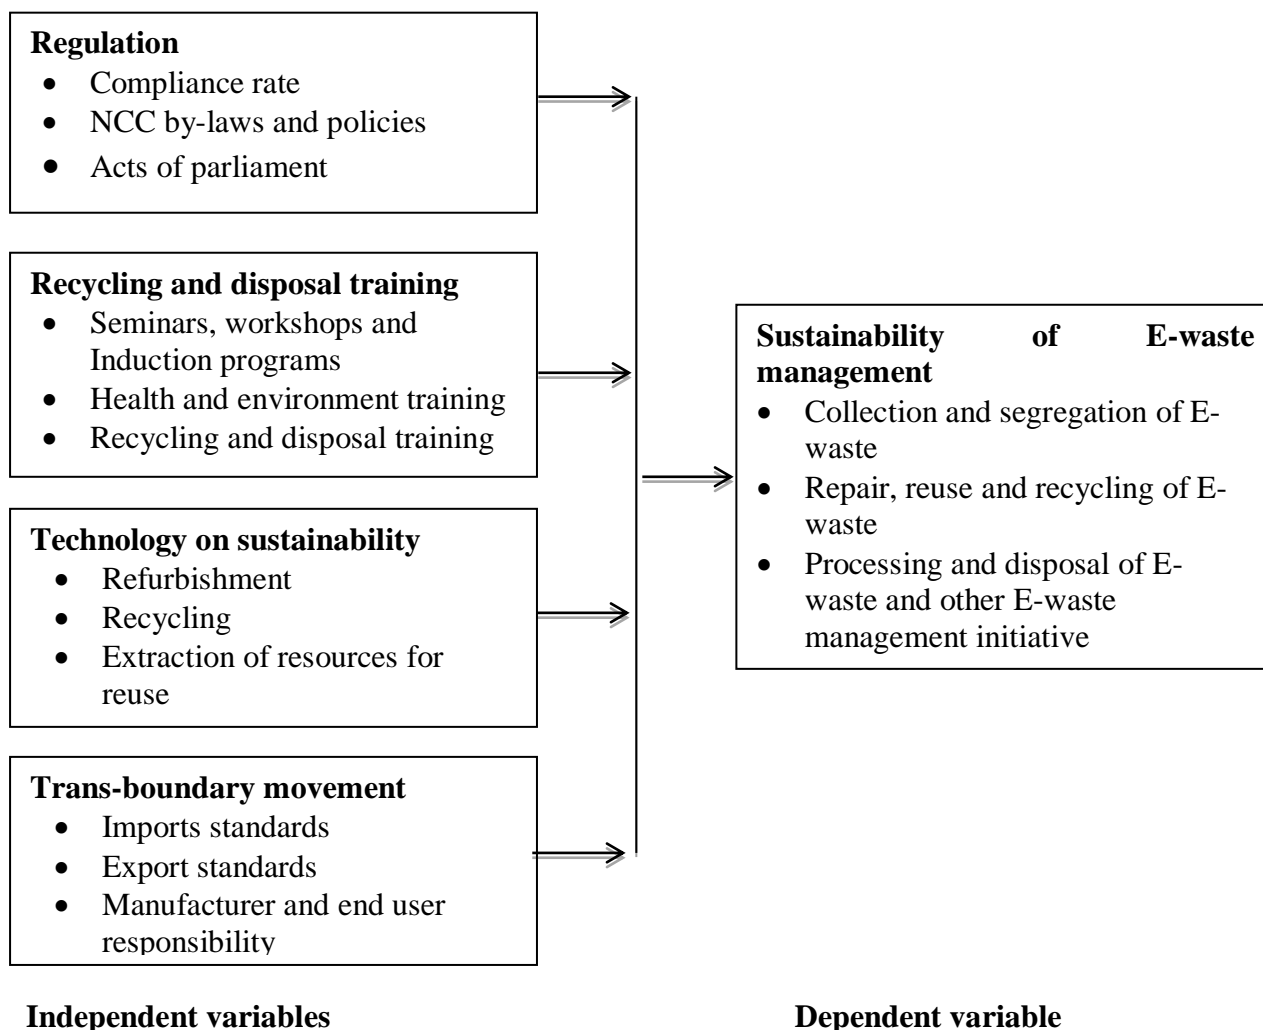 Regulation
• Compliance rate
• NCC by-laws and policies
• Acts of parliament
Recycling and disposal training
• Seminars, workshops and
Induction programs
• Health and environment training
• Recycling and disposal training
Technology on sustainability
• Refurbishment
• Recycling
• Extraction of resources for
reuse
Trans-boundary movement
• Imports standards
• Export standards
• Manufacturer and end user
responsibility
Independent variables
Sustainability of E-waste
management
• Collection and segregation of E-
waste
• Repair, reuse and recycling of E-
waste
• Processing and disposal of E-
waste and other E-waste
management initiative
Dependent variable